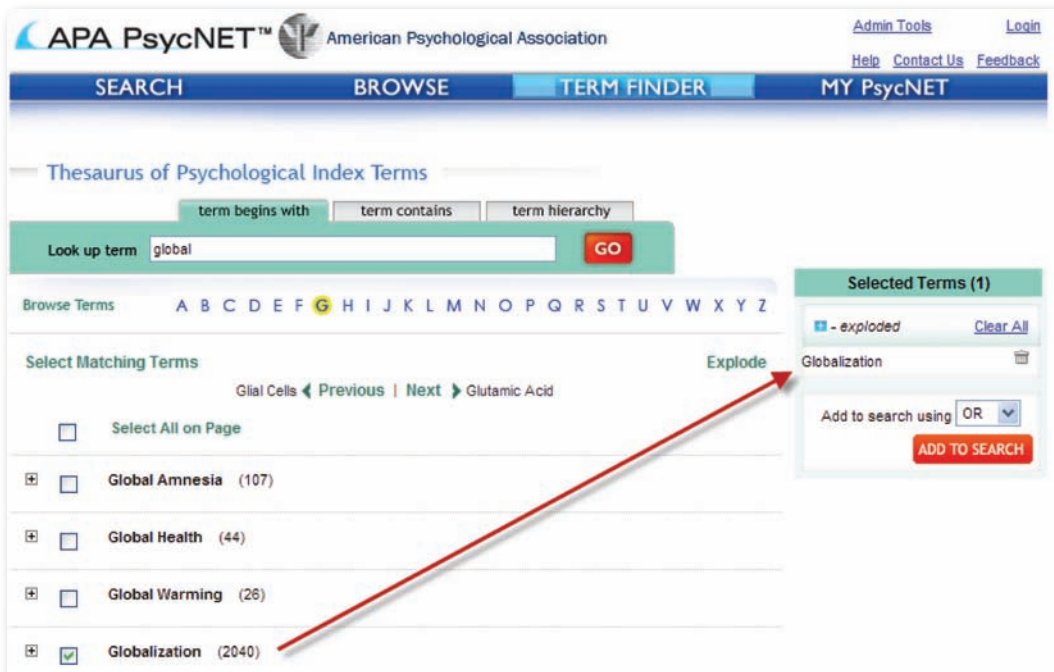 APA PsycNET™ American Psychological Association
Admin Tools Login
Help Contact Us Feedback
SEARCH BROWSE TERM FINDER MY PsycNET
Thesaurus of Psychological Index Terms
term begins with term contains term hierarchy
Look up term global GO
Browse Terms A B C D E F G H I J K L M N O P Q R S T U V W X Y Z
Select Matching Terms Explode
Glial Cells Previous | Next Glutamic Acid
Select All on Page
Global Amnesia (107)
Global Health (44)
Global Warming (26)
Globalization (2040)
Selected Terms (1)
- exploded Clear All
Globalization
Add to search using OR
ADD TO SEARCH